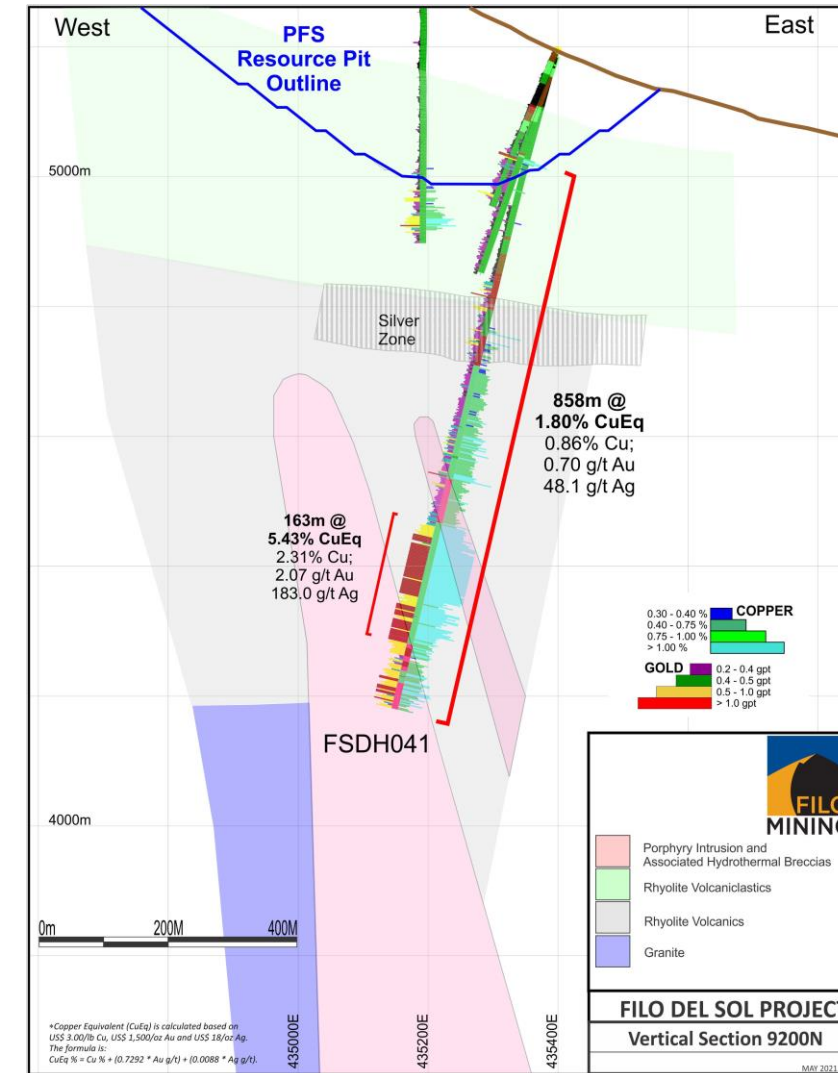 West
East
PFS
Resource Pit
Outline
5000m
Silver
Zone
858m @
1.80% CuEq
0.86% Cu;
0.70 g/t Au
48.1 g/t Ag
163m @
5.43% CuEq
2.31% Cu;
2.07 g/t Au
183.0 g/t Ag
0.30 - 0.40 % COPPER
0.40 - 0.75 %
0.75 - 1.00 %
> 1.00 %
GOLD 0.2 - 0.4 gpt
0.4 - 0.5 gpt
0.5 - 1.0 gpt
> 1.0 gpt
FSDH041
4000m
FILO
MINING
Porphyry Intrusion and
Associated Hydrothermal Breccias
Rhyolite Volcaniclastics
Rhyolite Volcanics
Granite
0m 200M 400M
435000E
435200E
435400E
*Copper Equivalent (CuEq) is calculated based on
US$ 3.00/lb Cu, US$ 1,500/oz Au and US$ 18/oz Ag.
The formula is:
CuEq % = Cu % + (0.7292 * Au g/t) + (0.0088 * Ag g/t).
FILO DEL SOL PROJECT
Vertical Section 9200N
MAY 2021